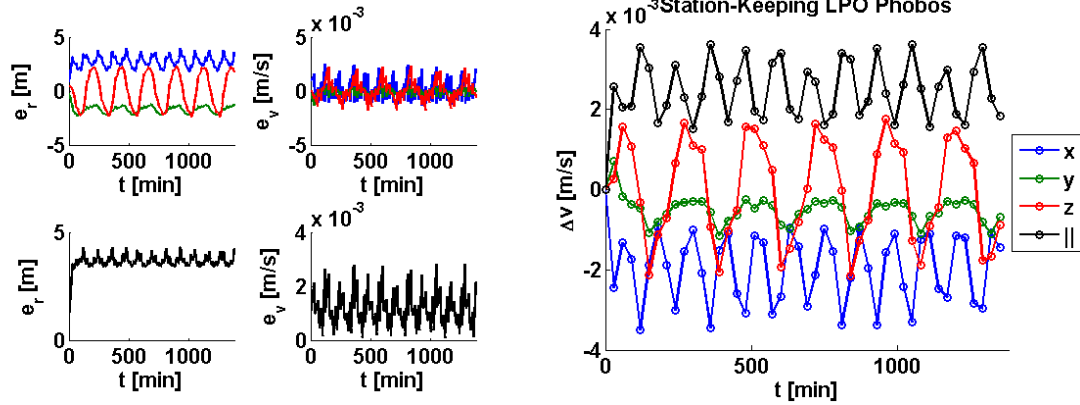 x 10⁻³
5
0
-5
e_r [m]
0
500
1000
t [min]
5
0
-5
e_v [m/s]
0
500
1000
t [min]
5
0
e_r [m]
0
500
1000
t [min]
x 10⁻³
4
2
0
e_v [m/s]
0
500
1000
t [min]
x 10⁻³
Station-Keeping LPO Phobos
4
2
0
-2
-4
Δv [m/s]
0
500
1000
t [min]
x
y
z
||